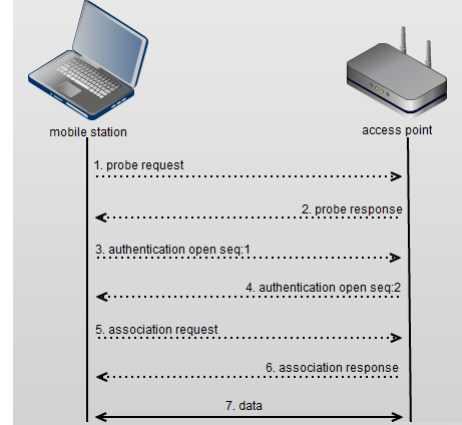 mobile station
access point
1. probe request
2. probe response
3. authentication open seq:1
4. authentication open seq:2
5. association request
6. association response
7. data